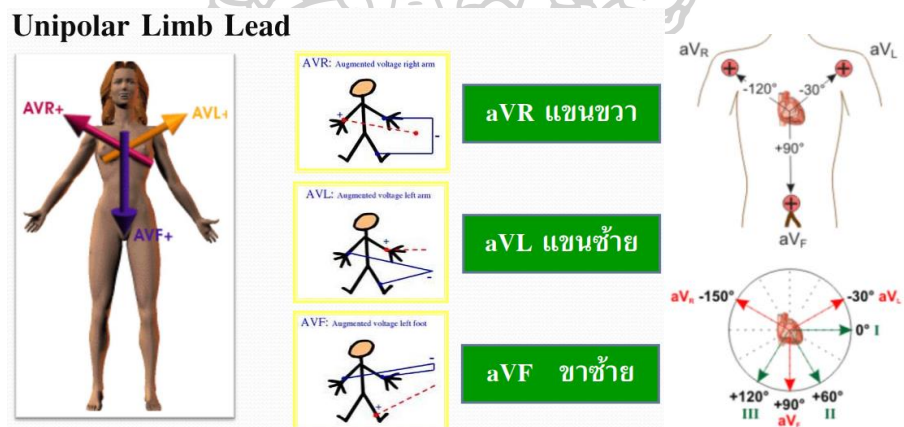 Unipolar Limb Lead
AVR+
AVL+
AVF+
AVR: Augmented voltage right arm
+
-
aVR แขนขวา
AVL: Augmented voltage left arm
+
-
aVL แขนซ้าย
AVF: Augmented voltage left foot
-
+
aVF ขาซ้าย
aVR
aVL
-120°
-30°
+90°
aVF
aVR -150°
-30° aVL
0° I
+120°
III
+90°
aVF
+60°
II